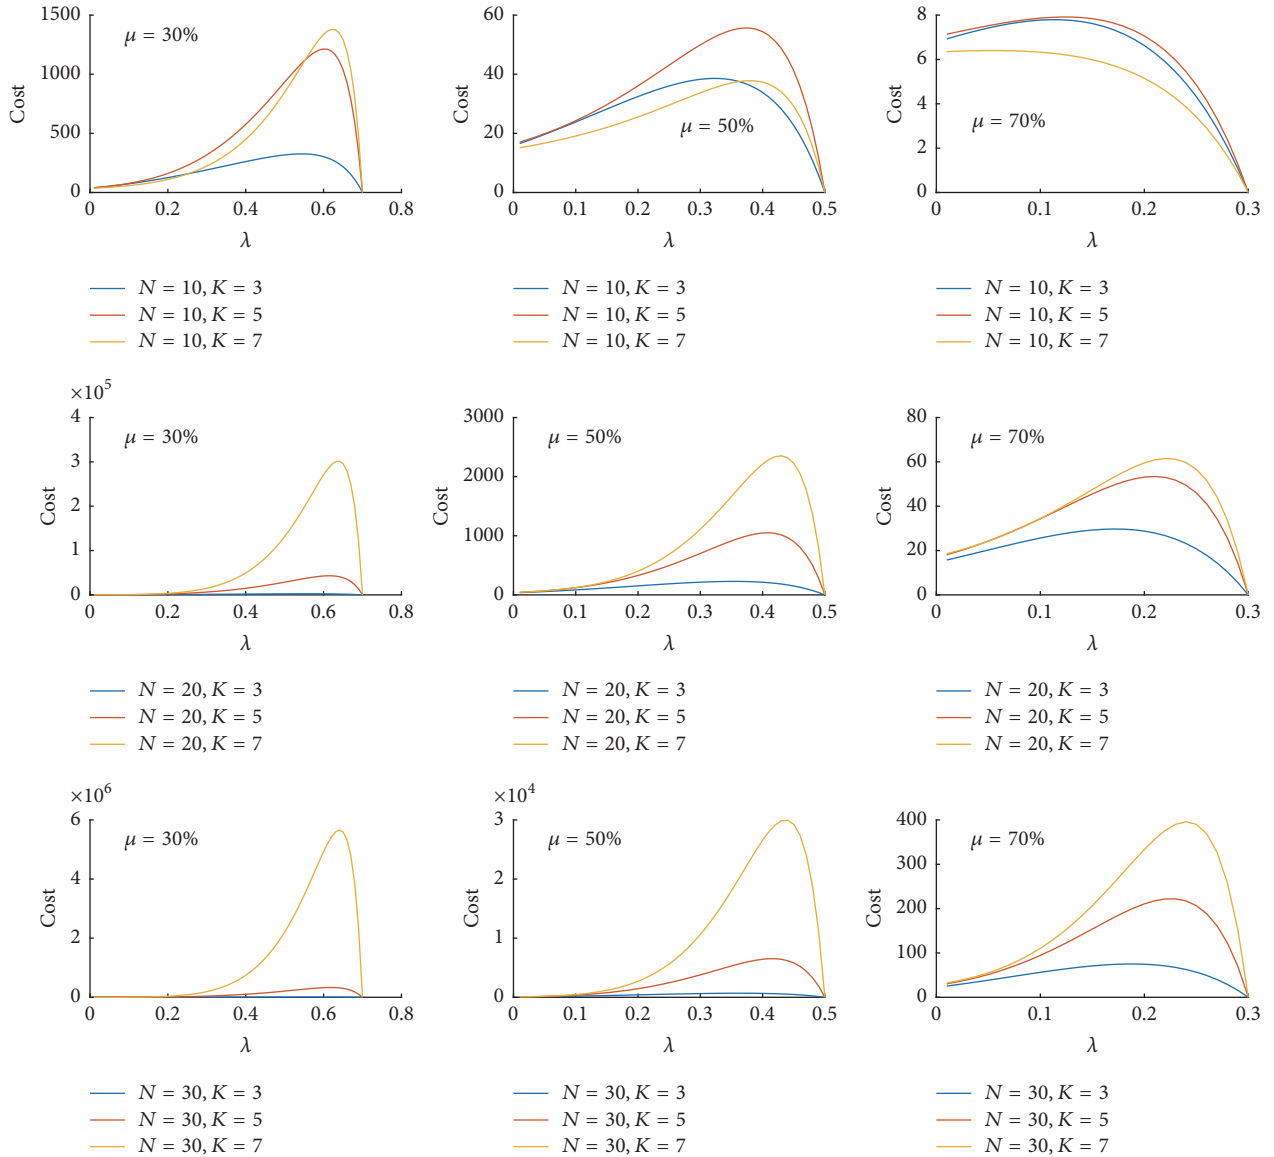 1500
1000
500
0
Cost
μ = 30%
0 0.2 0.4 0.6 0.8
λ
N = 10, K = 3
N = 10, K = 5
N = 10, K = 7
60
40
20
0
Cost
μ = 50%
0 0.1 0.2 0.3 0.4 0.5
λ
N = 10, K = 3
N = 10, K = 5
N = 10, K = 7
8
6
4
2
0
Cost
μ = 70%
0 0.1 0.2 0.3
λ
N = 10, K = 3
N = 10, K = 5
N = 10, K = 7
×10⁵
4
3
2
1
0
Cost
μ = 30%
0 0.2 0.4 0.6 0.8
λ
N = 20, K = 3
N = 20, K = 5
N = 20, K = 7
3000
2000
1000
0
Cost
μ = 50%
0 0.1 0.2 0.3 0.4 0.5
λ
N = 20, K = 3
N = 20, K = 5
N = 20, K = 7
80
60
40
20
0
Cost
μ = 70%
0 0.1 0.2 0.3
λ
N = 20, K = 3
N = 20, K = 5
N = 20, K = 7
×10⁶
6
4
2
0
Cost
μ = 30%
0 0.2 0.4 0.6 0.8
λ
N = 30, K = 3
N = 30, K = 5
N = 30, K = 7
×10⁴
3
2
1
0
Cost
μ = 50%
0 0.1 0.2 0.3 0.4 0.5
λ
N = 30, K = 3
N = 30, K = 5
N = 30, K = 7
400
300
200
100
0
Cost
μ = 70%
0 0.1 0.2 0.3
λ
N = 30, K = 3
N = 30, K = 5
N = 30, K = 7